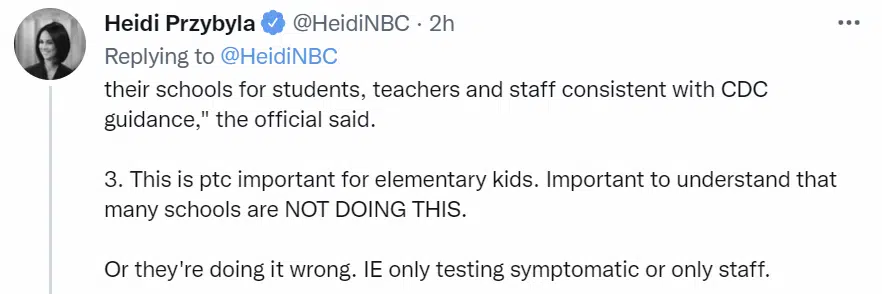 Heidi Przybyla @HeidiNBC · 2h
Replying to @HeidiNBC
their schools for students, teachers and staff consistent with CDC
guidance," the official said.
3. This is ptc important for elementary kids. Important to understand that
many schools are NOT DOING THIS.
Or they're doing it wrong. IE only testing symptomatic or only staff.